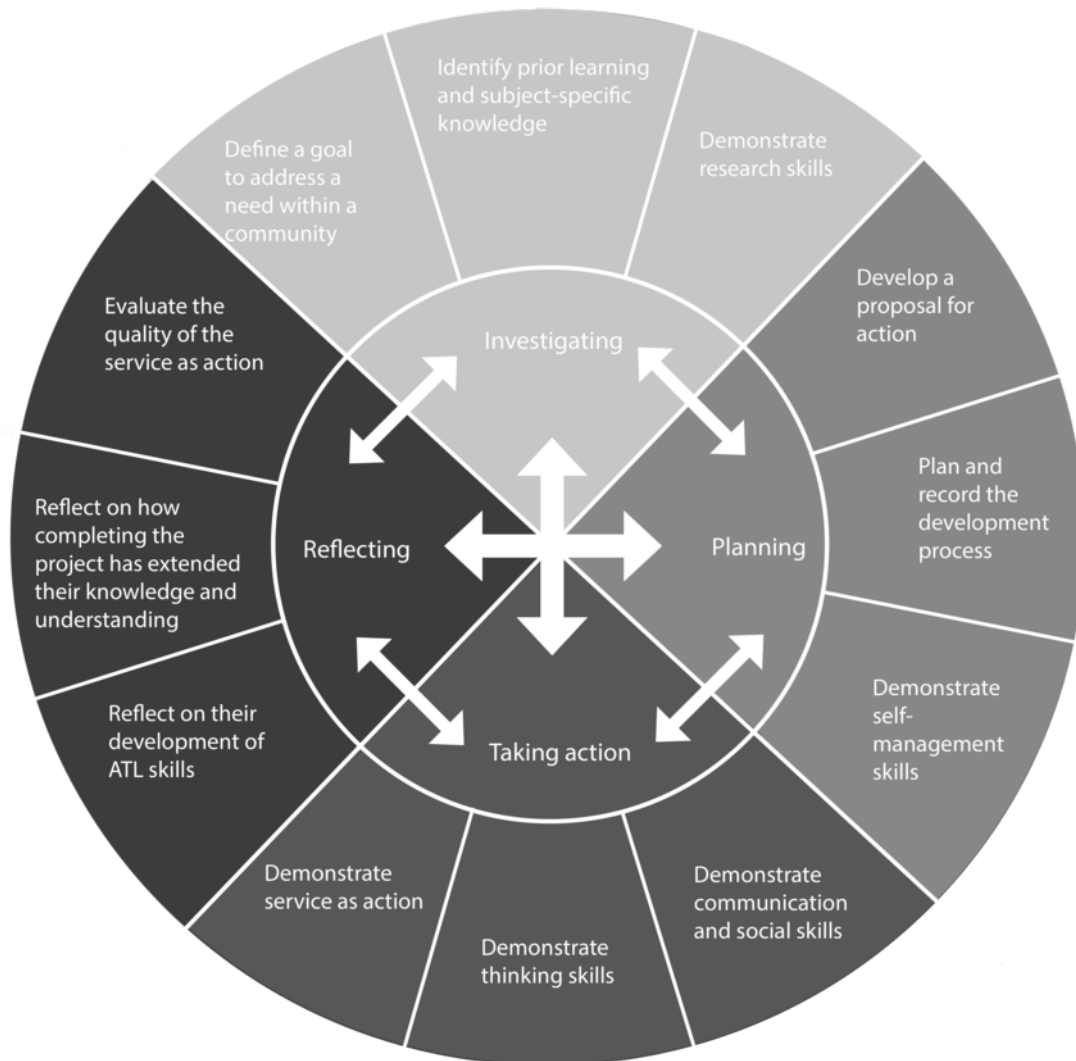 Identify prior learning
and subject-specific
knowledge
Demonstrate
research skills
Define a goal
to address a
need within a
community
Develop a
proposal for
action
Evaluate the
quality of the
service as action
Investigating
Plan and
record the
development
process
Reflect on how
completing the
project has extended
their knowledge and
understanding
Reflecting
Planning
Demonstrate
self-
management
skills
Reflect on their
development of
ATL skills
Taking action
Demonstrate
service as action
Demonstrate
thinking skills
Demonstrate
communication
and social skills